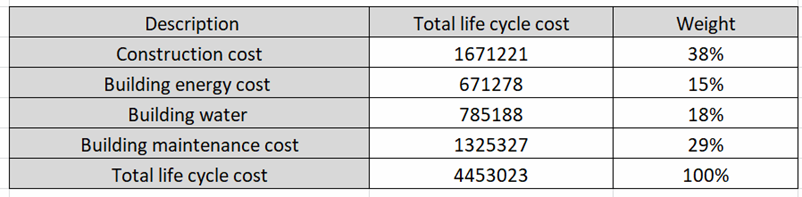 Description Total life cycle cost Weight
Construction cost 1671221 38%
Building energy cost 671278 15%
Building water 785188 18%
Building maintenance cost 1325327 29%
Total life cycle cost 4453023 100%